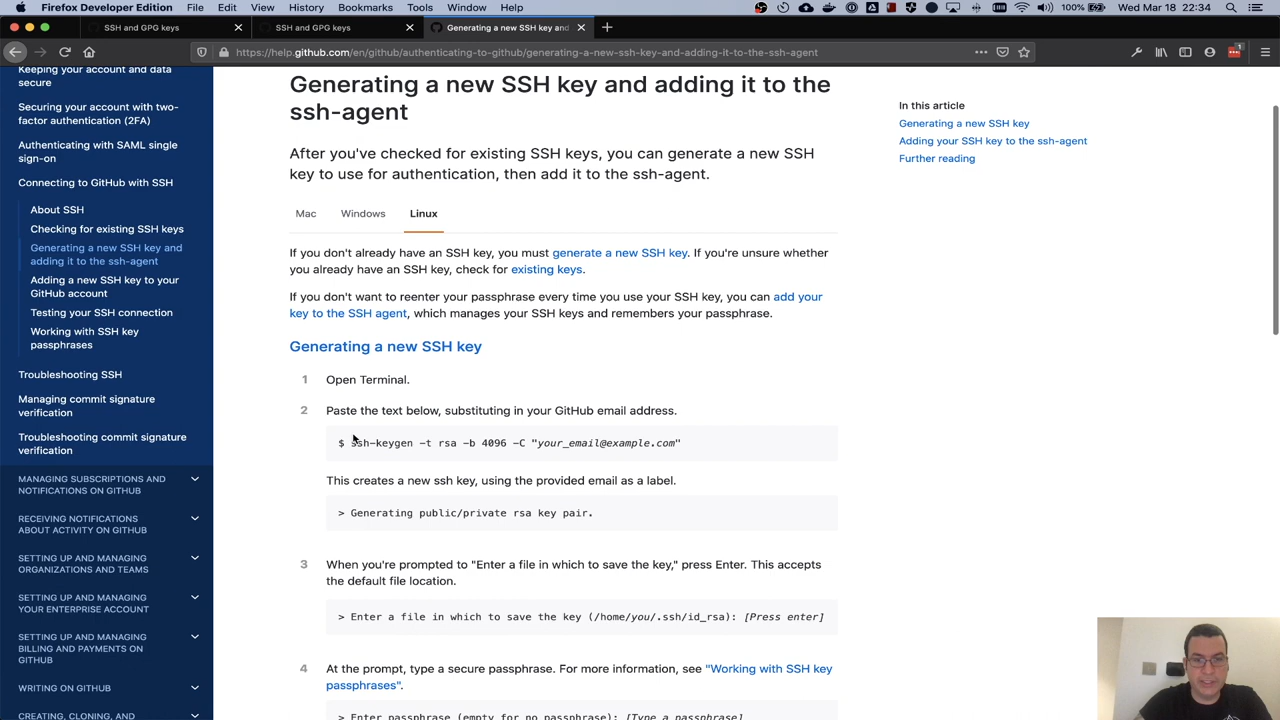 History
Bookmarks
Tools
Window
Help
100%
Wed 22 Jan 22:34
SSH and GPG keys
SSH and GPG keys
Generating a new SSH key and
https://help.github.com/en/github/authenticating-to-github/generating-a-new-ssh-key-and-adding-it-to-the-ssh-agent
1
Keeping your account and data
secure
Securing your account with two-
factor authentication (2FA)
Authenticating with SAML single
sign-on
Connecting to GitHub with SSH
About SSH
Checking for existing SSH keys
Generating a new SSH key and
adding it to the ssh-agent
Adding a new SSH key to your
GitHub account
Testing your SSH connection
Working with SSH key
passphrases
Troubleshooting SSH
Managing commit signature
verification
Troubleshooting commit signature
verification
MANAGING SUBSCRIPTIONS AND
NOTIFICATIONS ON GITHUB
RECEIVING NOTIFICATIONS
ABOUT ACTIVITY ON GITHUB
SETTING UP AND MANAGING
ORGANIZATIONS AND TEAMS
SETTING UP AND MANAGING
YOUR ENTERPRISE ACCOUNT
SETTING UP AND MANAGING
BILLING AND PAYMENTS ON
GITHUB
WRITING ON GITHUB
CREATING, CLONING, AND
Generating a new SSH key and adding it to the
ssh-agent
After you've checked for existing SSH keys, you can generate a new SSH
key to use for authentication, then add it to the ssh-agent.
Mac Windows Linux
If you don't already have an SSH key, you must generate a new SSH key. If you're unsure whether
you already have an SSH key, check for existing keys.
If you don't want to reenter your passphrase every time you use your SSH key, you can add your
key to the SSH agent, which manages your SSH keys and remembers your passphrase.
Generating a new SSH key
1 Open Terminal.
2 Paste the text below, substituting in your GitHub email address.
$ ssh-keygen -t rsa -b 4096 -C "your_email@example.com"
This creates a new ssh key, using the provided email as a label.
> Generating public/private rsa key pair.
3 When you're prompted to "Enter a file in which to save the key," press Enter. This accepts
the default file location.
> Enter a file in which to save the key (/home/you/.ssh/id_rsa): [Press enter]
4 At the prompt, type a secure passphrase. For more information, see "Working with SSH key
passphrases".
> Enter passphrase (empty for no passphrase): [Type a passphrase]
In this article
Generating a new SSH key
Adding your SSH key to the ssh-agent
Further reading